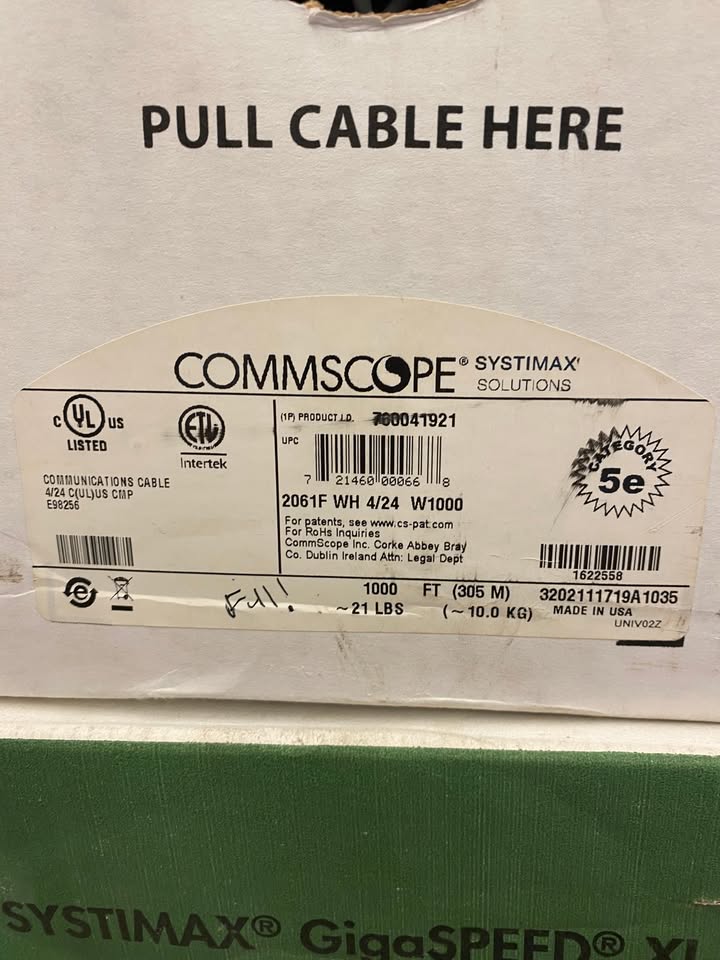 PULL CABLE HERE
COMMSCOPE® SYSTIMAX®
SOLUTIONS
C UL US
LISTED
ETL
Intertek
COMMUNICATIONS CABLE
4/24 C(UL)US CMP
E98256
(1P) PRODUCT I.D. 760041921
UPC
7 21460 00066 8
2061F WH 4/24 W1000
For patents, see www.cs-pat.com
For RoHs Inquiries
CommScope Inc. Corke Abbey Bray
Co. Dublin Ireland Attn: Legal Dept
CATEGORY
5e
1622558
e
Full!
1000 FT (305 M)
~21 LBS (~10.0 KG)
3202111719A1035
MADE IN USA
UNIV02Z
SYSTIMAX® GigaSPEED® XL